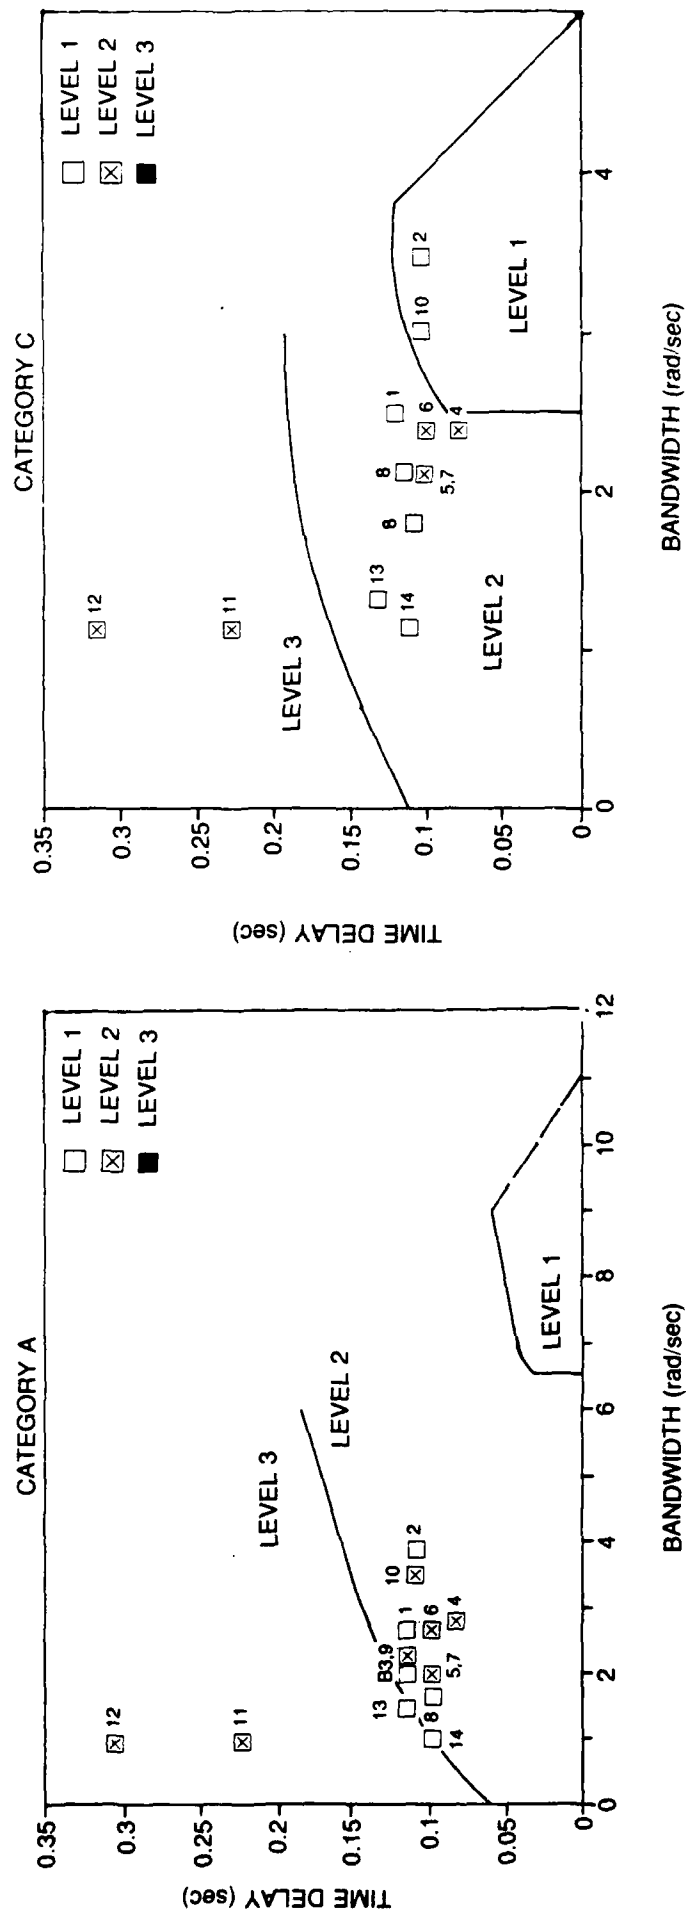 CATEGORY A
TIME DELAY (sec)
0.35
0.3
0.25
0.2
0.15
0.1
0.05
0
LEVEL 1
LEVEL 2
LEVEL 3
12
11
LEVEL 3
LEVEL 2
LEVEL 1
13
B3,9
1
10
2
14
8
5,7
6
4
0
2
4
6
8
10
12
BANDWIDTH (rad/sec)
CATEGORY C
TIME DELAY (sec)
0.35
0.3
0.25
0.2
0.15
0.1
0.05
0
LEVEL 1
LEVEL 2
LEVEL 3
12
11
LEVEL 3
13
14
8
8
5,7
1
6
4
10
2
LEVEL 2
LEVEL 1
0
2
4
BANDWIDTH (rad/sec)